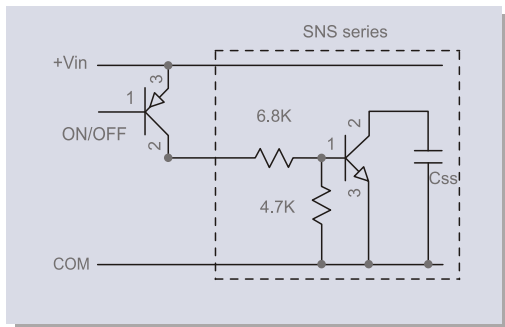 SNS series
+Vin
3
1
6.8K
2
ON/OFF
1
2
Css
3
4.7K
COM